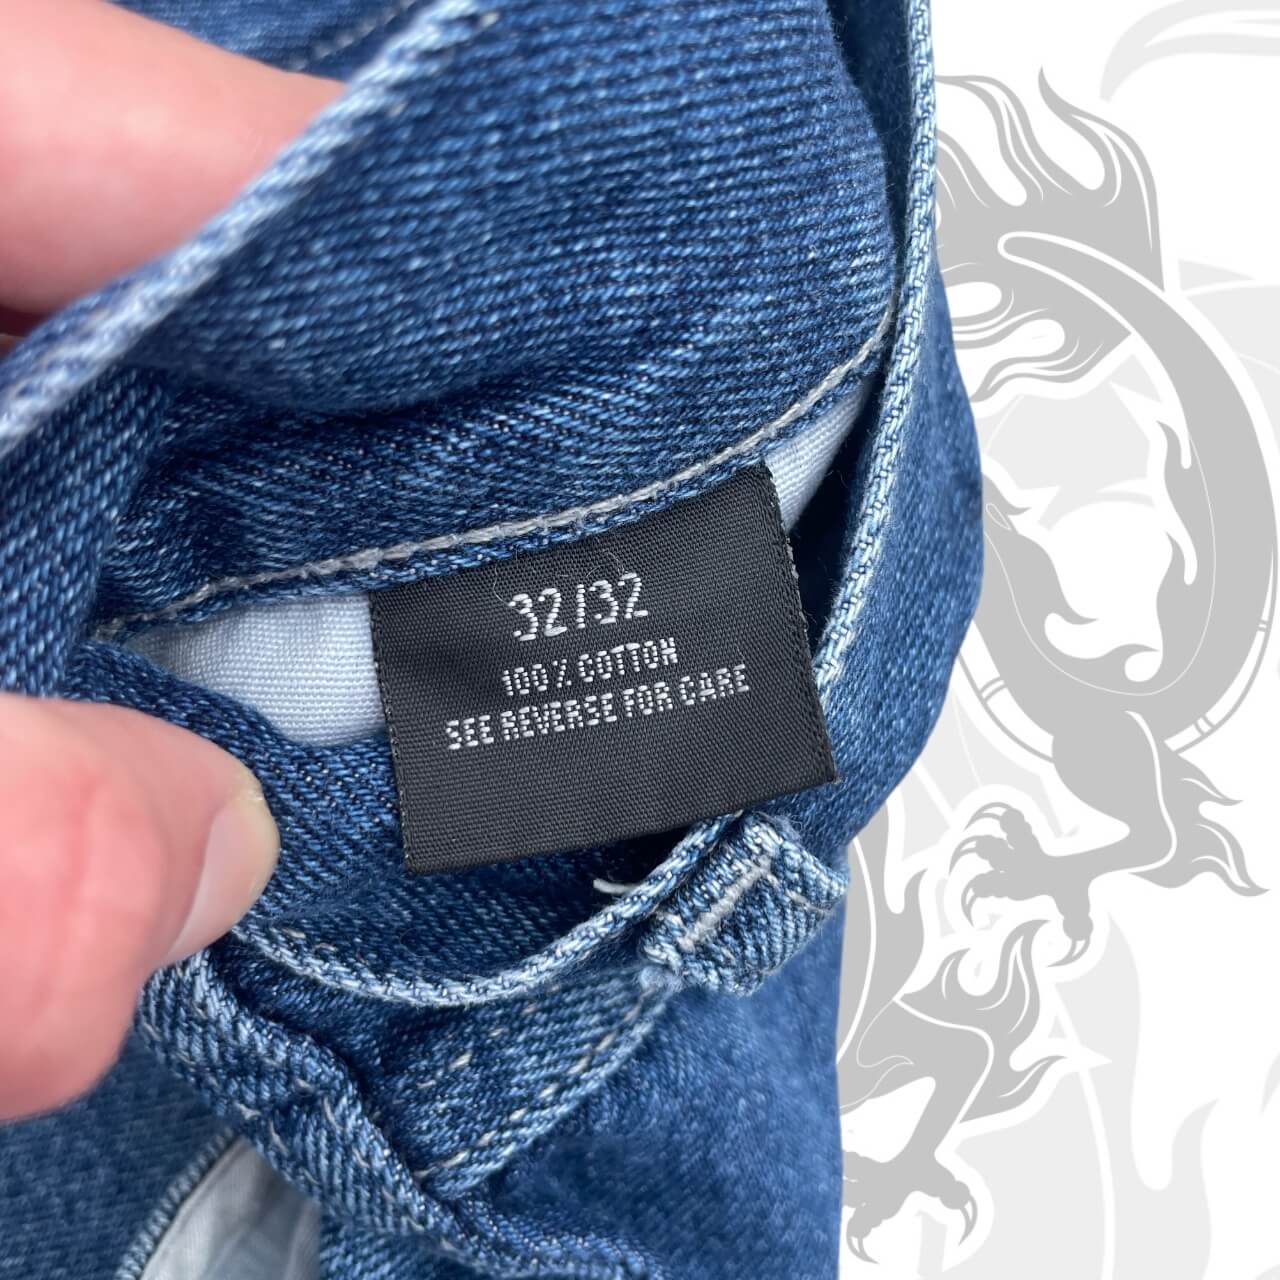 32/32
100% COTTON
SEE REVERSE FOR CARE